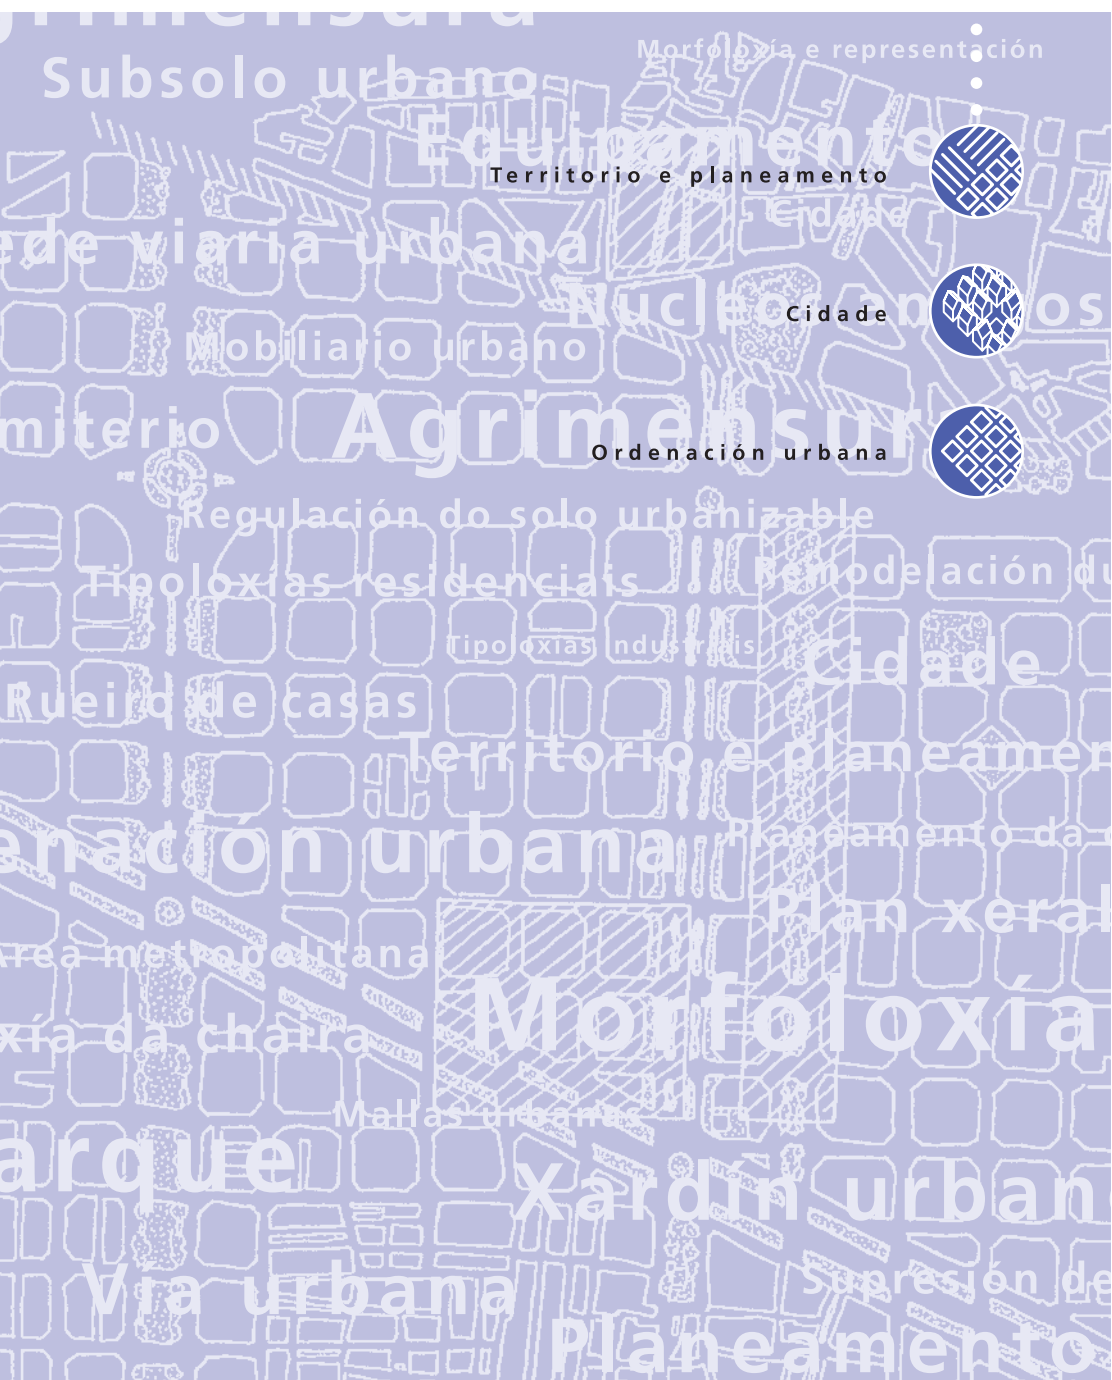 Agrimensura
Morfoloxía e representación
Subsolo urbano
Equipamento
Territorio e planeamento
Cidade
ede viaria urbana
Cidade
Mobiliario urbano
Agrimensur
miterio
Ordenación urbana
Regulación do solo urbanizable
Remodelación du
Tipoloxías residenciais
Tipoloxías industriais
Cidade
Rueiro de casas
Territorio e planeamen
Planeamento da c
enación urbana
Plan xeral
Área metropolitana
Morfoloxía
xía da chaira
Mallas urbanas
arque
Xardín urban
Vía urbana
Supresión de
Planeamento